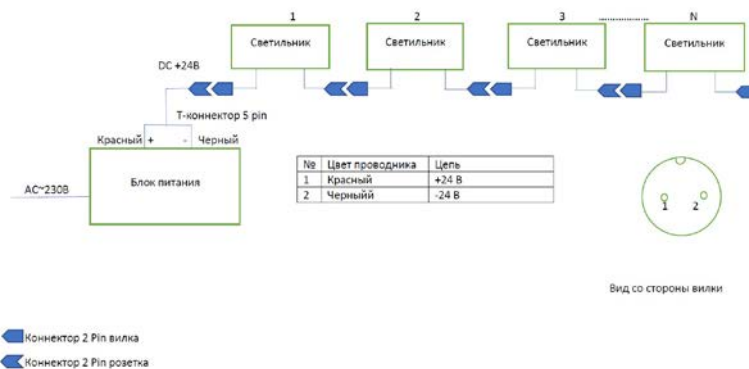 1 2 3 .................... N
Светильник Светильник Светильник Светильник
DC +24В
Т-коннектор 5 pin
Красный + - Черный
Блок питания
AC~230В
№ Цвет проводника Цепь
1 Красный +24 В
2 Черныйй -24 В
1 2
Вид со стороны вилки
Коннектор 2 Pin вилка
Коннектор 2 Pin розетка